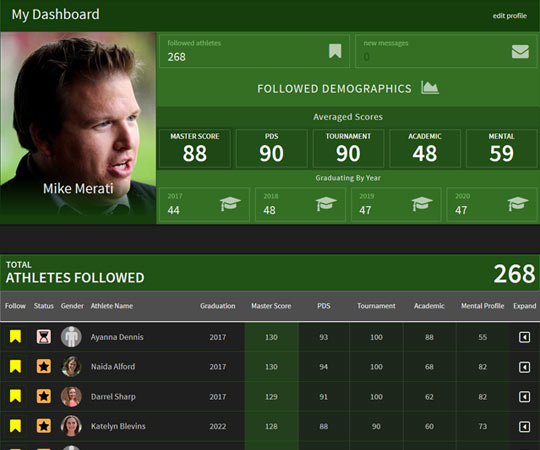 My Dashboard
edit profile
followed athletes
268
new messages
0
FOLLOWED DEMOGRAPHICS
Averaged Scores
MASTER SCORE
88
PDS
90
TOURNAMENT
90
ACADEMIC
48
MENTAL
59
Graduating By Year
2017
44
2018
48
2019
47
2020
47
Mike Merati
TOTAL
ATHLETES FOLLOWED
268
Follow Status Gender Athlete Name Graduation Master Score PDS Tournament Academic Mental Profile Expand
Ayanna Dennis 2017 130 93 100 88 55
Naida Alford 2017 130 94 100 68 82
Darrel Sharp 2017 129 91 100 62 82
Katelyn Blevins 2022 128 88 90 60 73